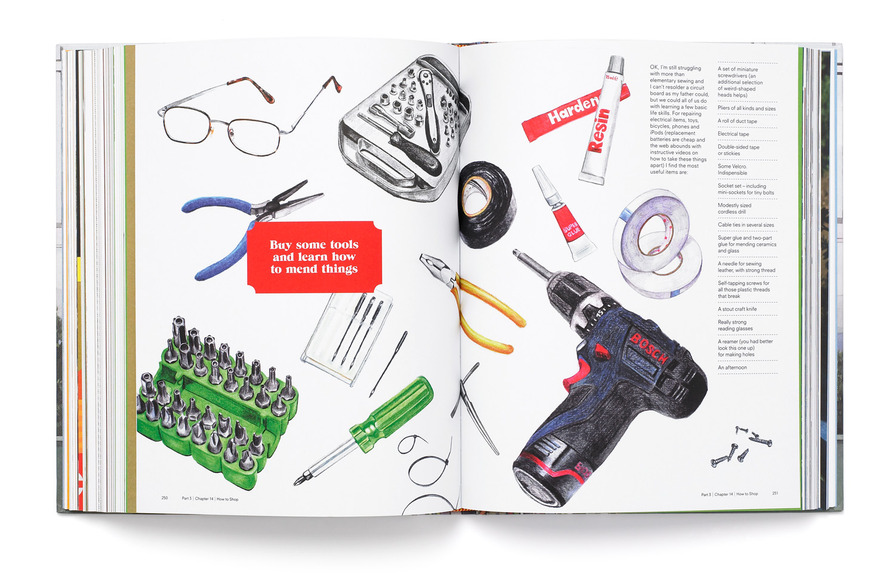 Buy some tools
and learn how
to mend things
250
Part 3 | Chapter 14 | How to Shop
Harden
Resin
SUPER
GLUE
BOSCH
OK, I'm still struggling
with more than
elementary sewing and
I can't resolder a circuit
board as my father could,
but we could all of us do
with learning a few basic
life skills. For repairing
electrical items, toys,
bicycles, phones and
iPods (replacement
batteries are cheap and
the web abounds with
instructive videos on
how to take these things
apart) I find the most
useful items are:
A set of miniature
screwdrivers (an
additional selection
of weird-shaped
heads helps)
Pliers of all kinds and sizes
A roll of duct tape
Electrical tape
Double-sided tape
or stickies
Some Velcro
Indispensible
Socket set – including
mini-sockets for tiny bolts
Modestly sized
cordless drill
Cable ties in several sizes
Super glue and two-part
glue for mending ceramics
and glass
A needle for sewing
leather, with strong thread
Self-tapping screws for
all those plastic threads
that break
A stout craft knife
Really strong
reading glasses
A reamer (you had better
look this one up)
for making holes
An afternoon
Part 3 | Chapter 14 | How to Shop
251